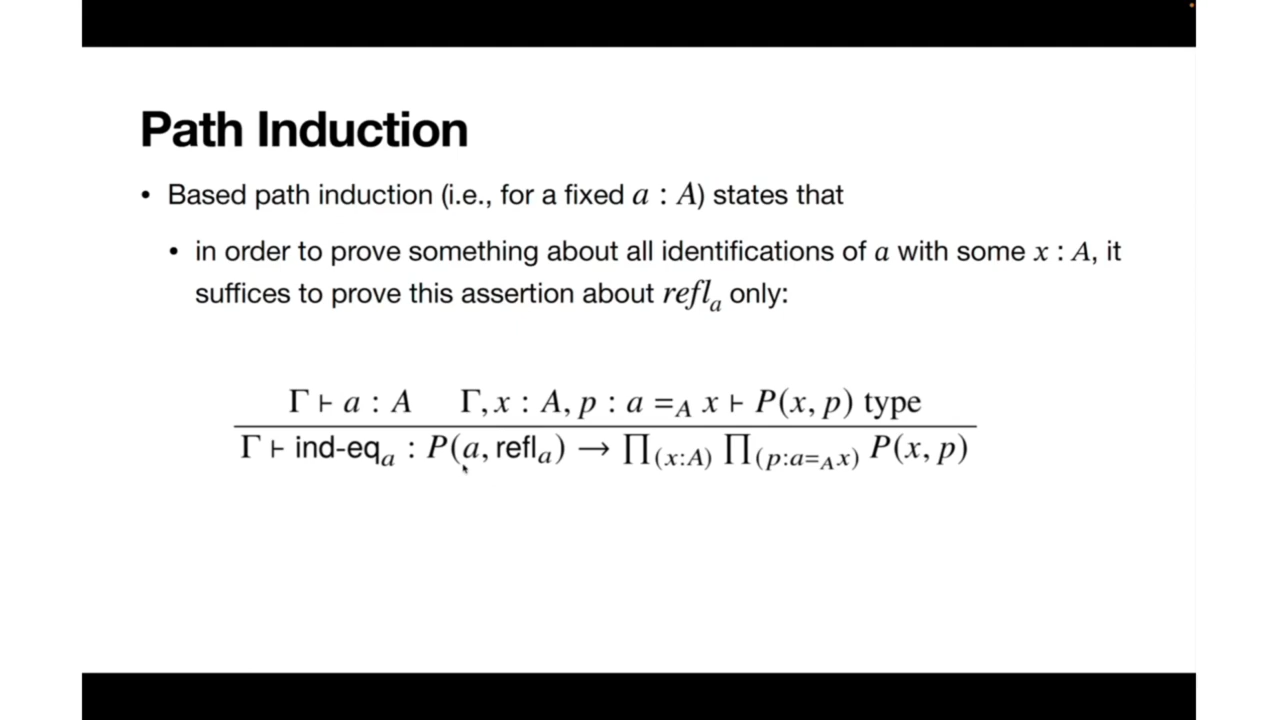 Path Induction
• Based path induction (i.e., for a fixed a : A) states that
• in order to prove something about all identifications of a with some x : A, it
suffices to prove this assertion about refl_a only:
Γ ⊢ a : A Γ, x : A, p : a =_A x ⊢ P(x, p) type
Γ ⊢ ind-eq_a : P(a, refl_a) → ∏_(x:A) ∏_(p:a=_A x) P(x, p)